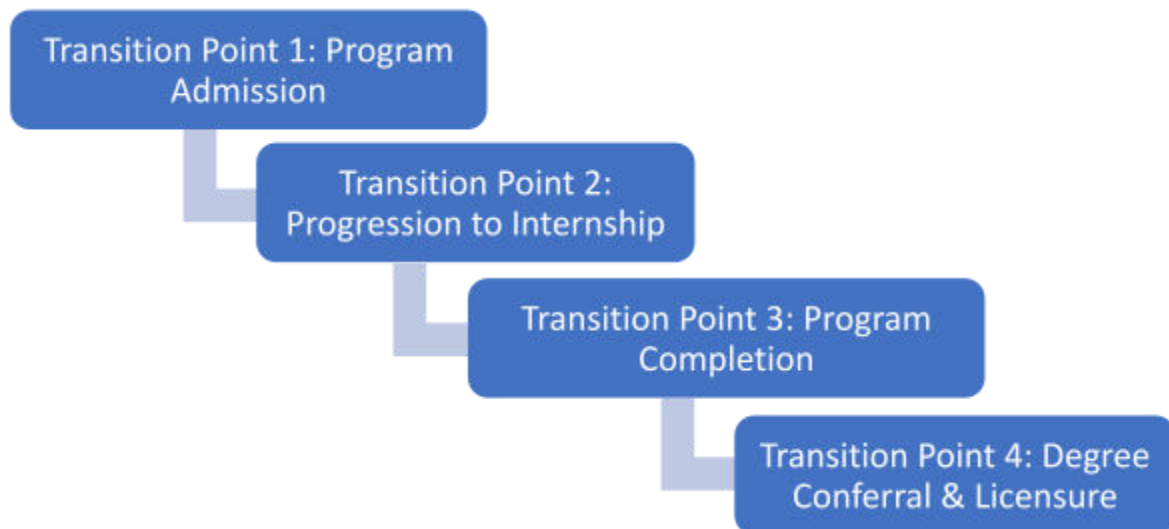 Transition Point 1: Program
Admission
Transition Point 2:
Progression to Internship
Transition Point 3: Program
Completion
Transition Point 4: Degree
Conferral & Licensure